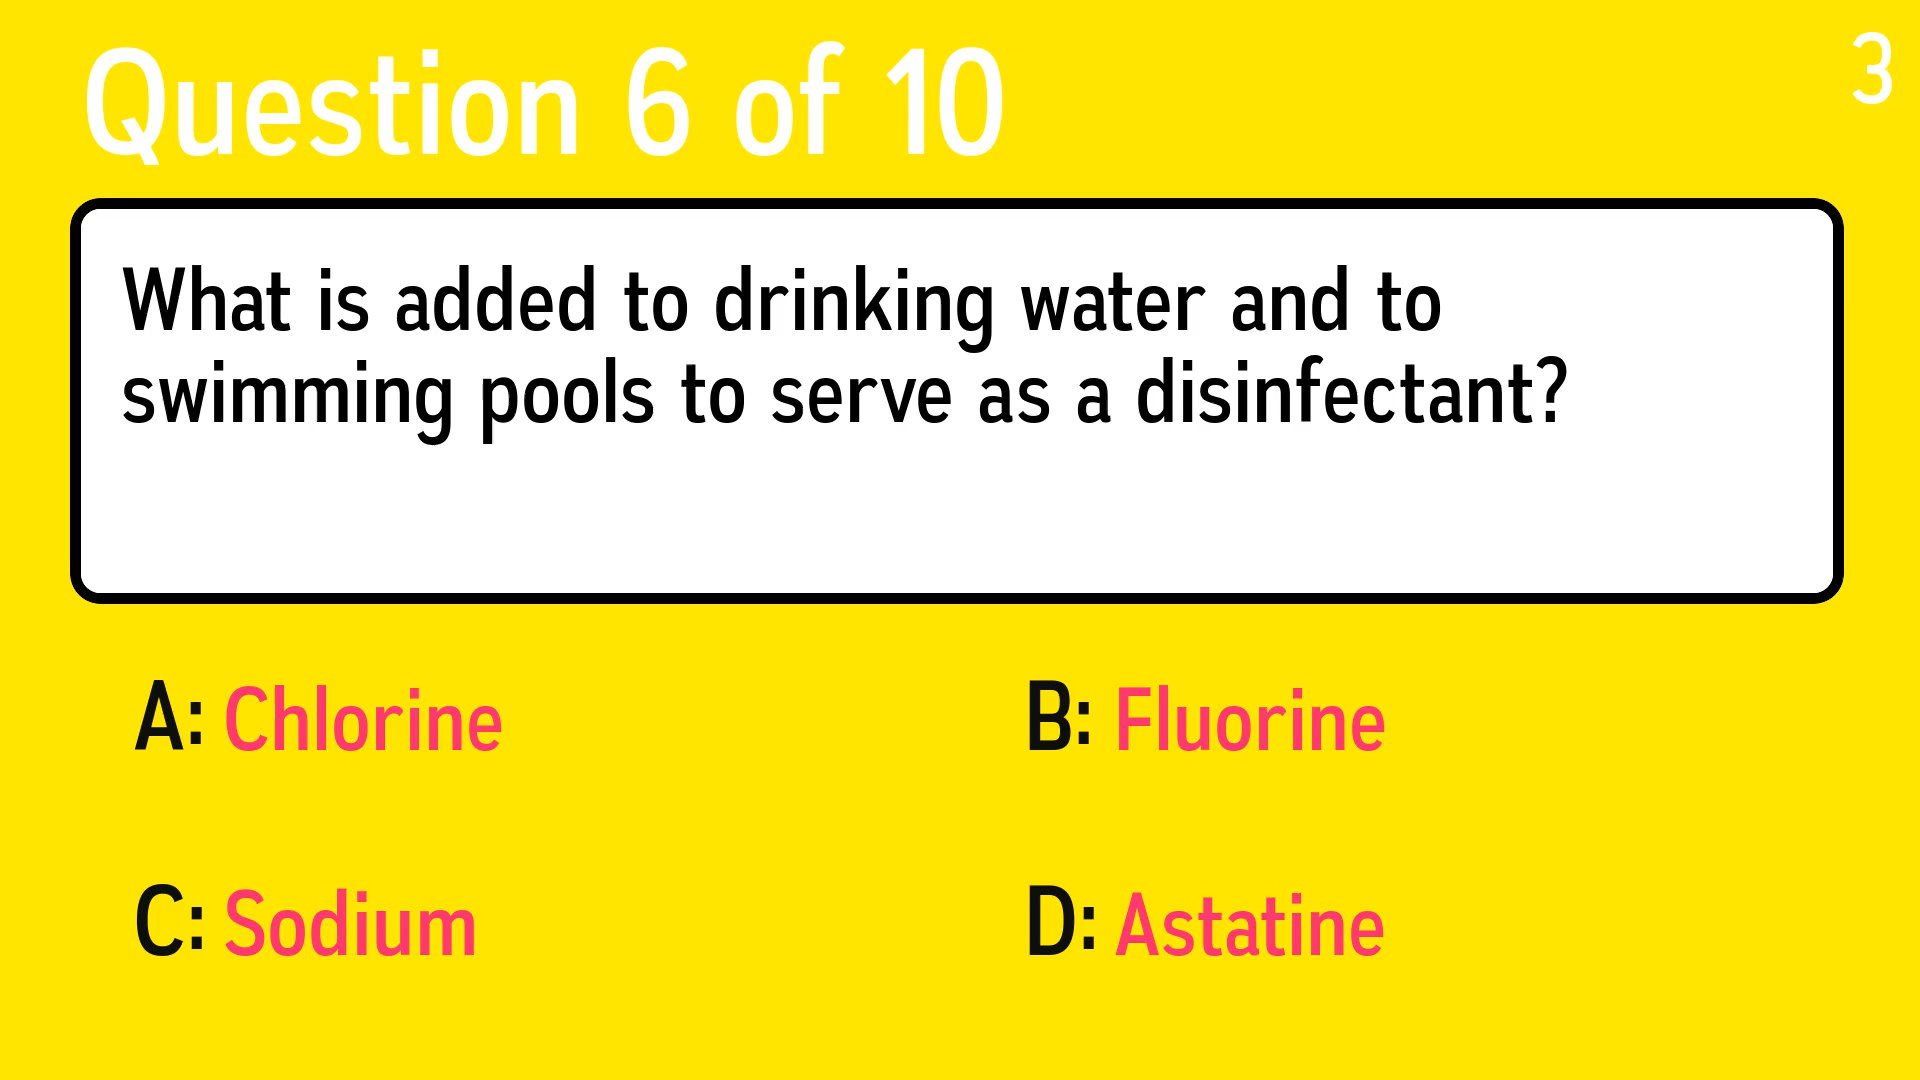 Question 6 of 10
3
What is added to drinking water and to
swimming pools to serve as a disinfectant?
A: Chlorine
B: Fluorine
C: Sodium
D: Astatine